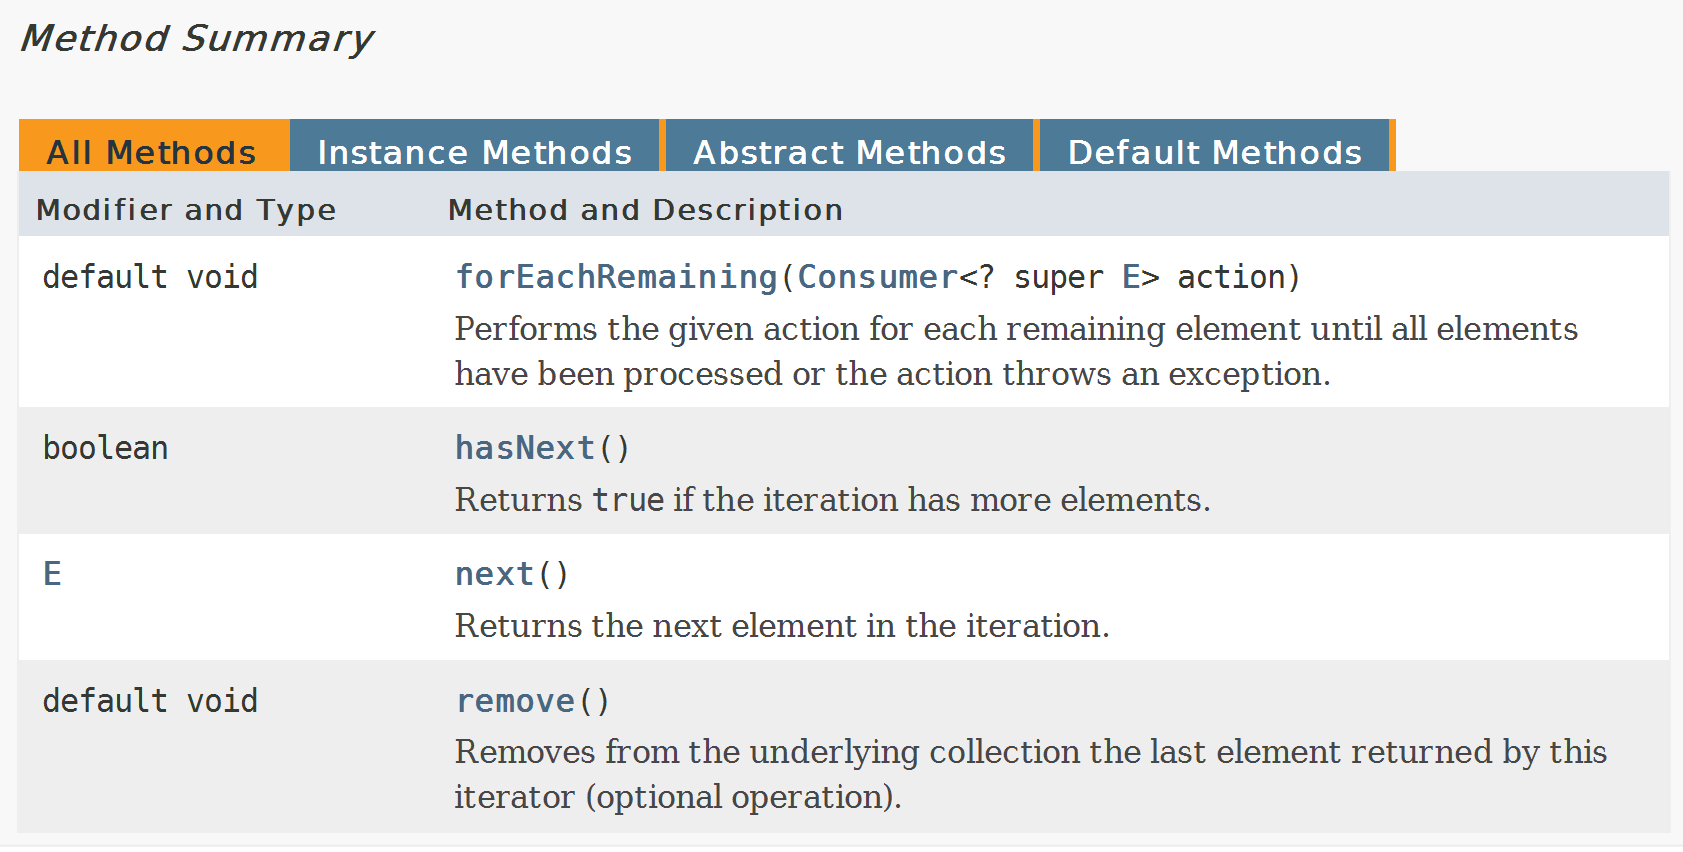 Method Summary
All Methods Instance Methods Abstract Methods Default Methods
Modifier and Type Method and Description
default void forEachRemaining(Consumer<? super E> action)
Performs the given action for each remaining element until all elements
have been processed or the action throws an exception.
boolean hasNext()
Returns true if the iteration has more elements.
E next()
Returns the next element in the iteration.
default void remove()
Removes from the underlying collection the last element returned by this
iterator (optional operation).